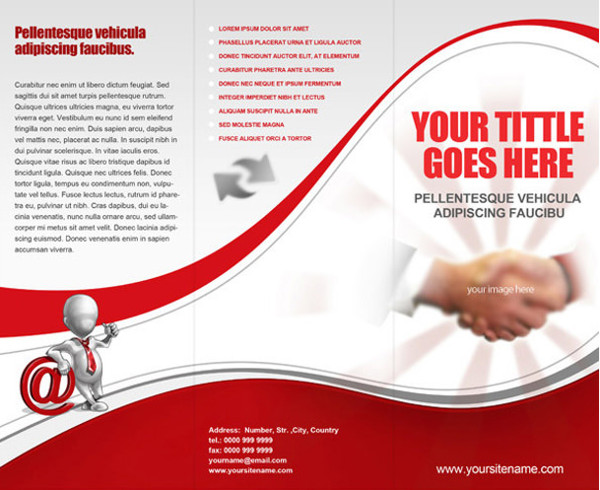 Pellentesque vehicula
adipiscing faucibus.
Curabitur nec enim ut libero dictum feugiat. Sed
sagittis dui sit amet turpis pellentesque rutrum.
Quisque ultrices ultricies magna, eu viverra tortor
viverra eget. Vestibulum eu nunc id sem eleifend
fringilla non nec enim. Duis sapien arcu, dapibus
vel mattis nec, placerat ac nulla. In suscipit nibh in
dui pulvinar scelerisque. In vitae iaculis eros.
Quisque vitae risus ac libero tristique dapibus id
tincidunt ligula. Quisque nec ultrices felis. Donec
tortor ligula, tempus eu condimentum non, vulpu-
tate vel tellus. Fusce lectus lectus, rutrum id phare-
tra eu, pulvinar ut nibh. Cras mattis, dui eu la-
cinia venenatis, nunc nulla ornare arcu, sed ullam-
corper mi sit amet velit. Donec lacinia odio adipi-
scing euismod. Donec venenatis enim in sapien
accumsan viverra.
LOREM IPSUM DOLOR SIT AMET
PHASELLUS PLACERAT URNA ET LIGULA AUCTOR
DONEC TINCIDUNT AUCTOR ELIT, AT ELEMENTUM
CURABITUR PHARETRA ANTE ULTRICIES
DONEC NEC NEQUE ET IPSUM FERMENTUM
INTEGER IMPERDIET NIBH ET LECTUS
ALIQUAM SUSCIPIT NULLA IN ANTE
SED MOLESTIE MAGNA
FUSCE ALIQUET ORCI A TORTOR
YOUR TITTLE
GOES HERE
PELLENTESQUE VEHICULA
ADIPISCING FAUCIBU
your image here
@
Address: Number, Str. ,City, Country
tel.: 0000 999 9999
fax: 0000 999 9999
yourname@email.com
www.yoursitename.com
www.yoursitename.com